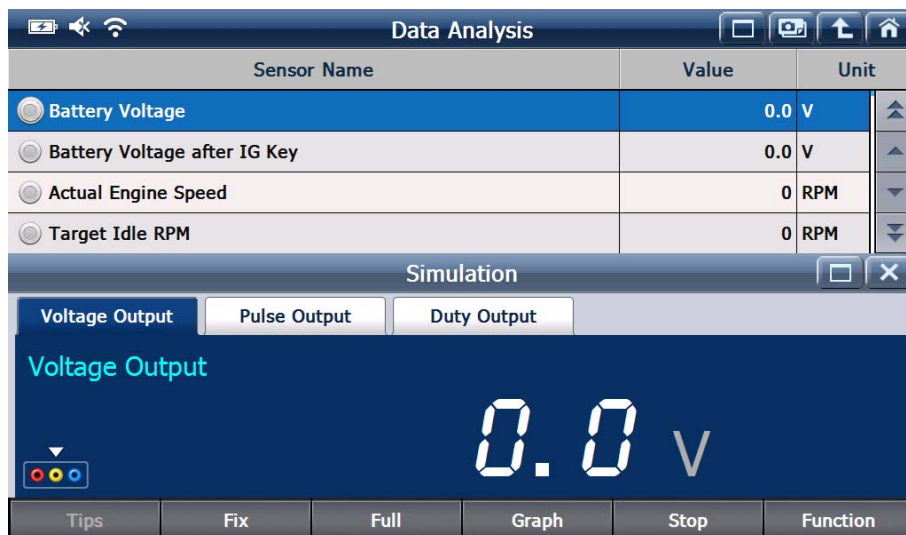 Data Analysis
Sensor Name Value Unit
Battery Voltage 0.0 V
Battery Voltage after IG Key 0.0 V
Actual Engine Speed 0 RPM
Target Idle RPM 0 RPM
Simulation
Voltage Output Pulse Output Duty Output
Voltage Output
0.0 V
Tips Fix Full Graph Stop Function